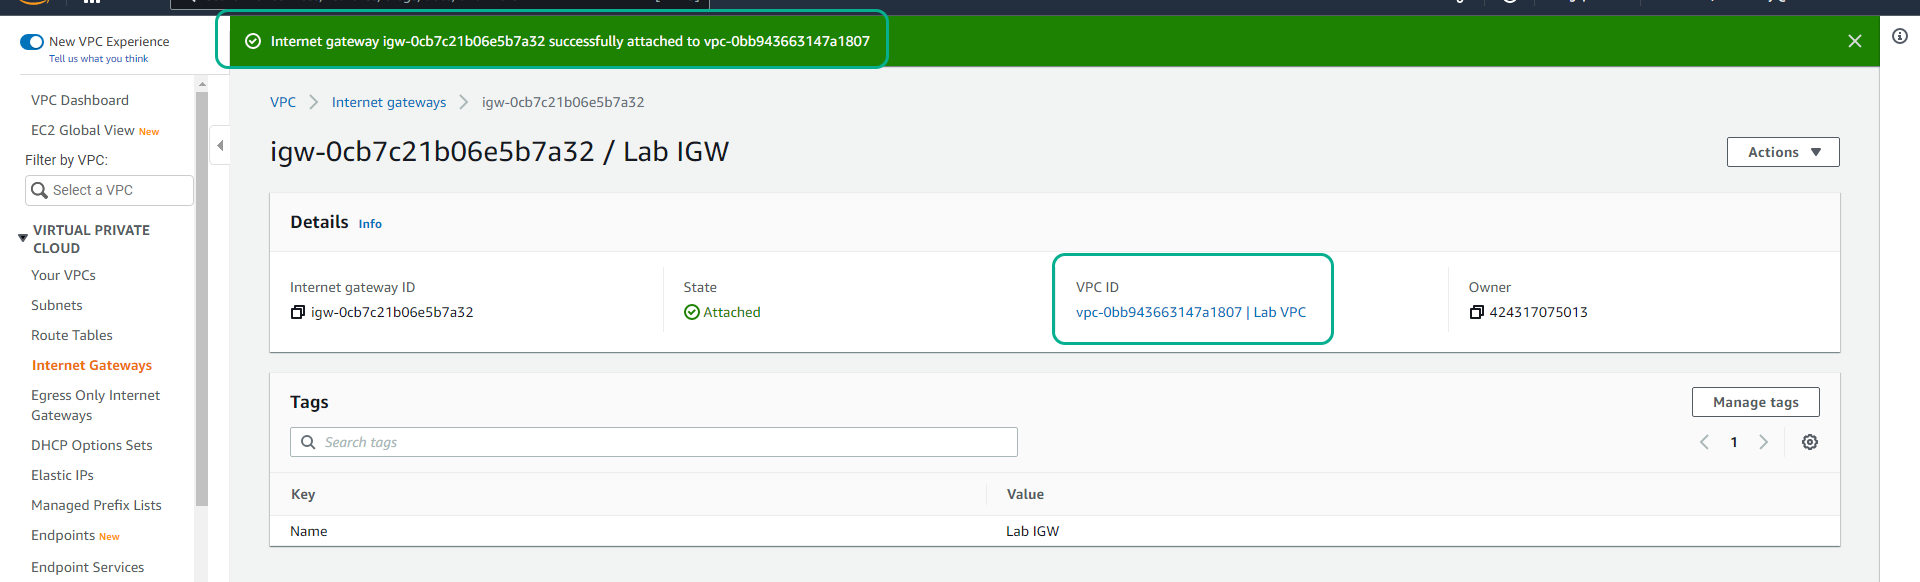 New VPC Experience
Tell us what you think
Internet gateway igw-0cb7c21b06e5b7a32 successfully attached to vpc-0bb943663147a1807
VPC Dashboard
EC2 Global View New
Filter by VPC:
Select a VPC
VIRTUAL PRIVATE
CLOUD
Your VPCs
Subnets
Route Tables
Internet Gateways
Egress Only Internet
Gateways
DHCP Options Sets
Elastic IPs
Managed Prefix Lists
Endpoints New
Endpoint Services
VPC
Internet gateways
igw-0cb7c21b06e5b7a32
igw-0cb7c21b06e5b7a32 / Lab IGW
Actions
Details Info
Internet gateway ID
igw-0cb7c21b06e5b7a32
State
Attached
VPC ID
vpc-0bb943663147a1807 | Lab VPC
Owner
424317075013
Tags
Manage tags
Search tags
1
Key Value
Name Lab IGW